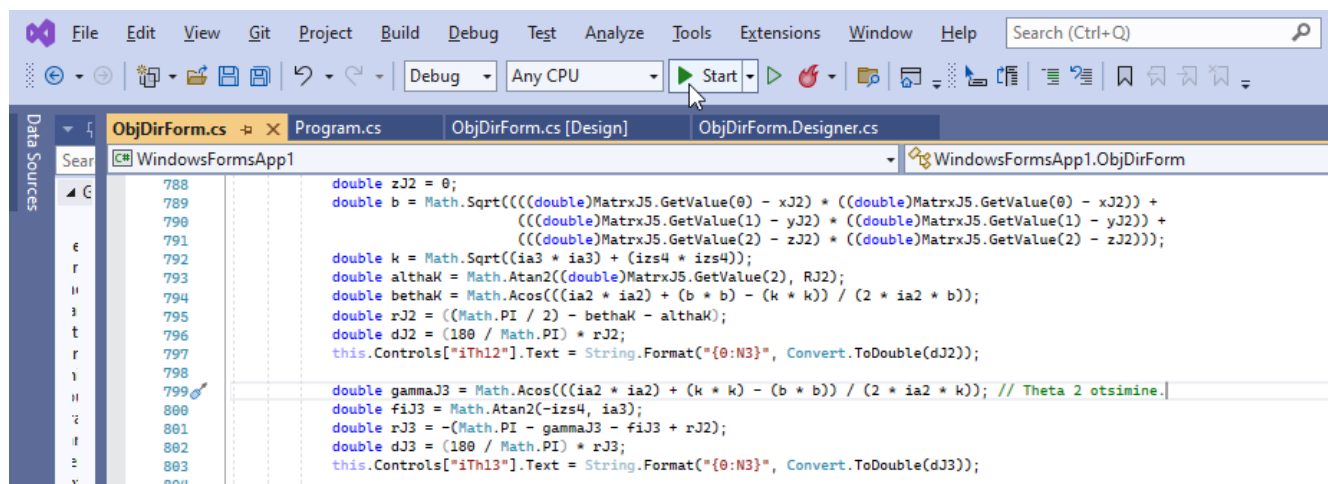 File Edit View Git Project Build Debug Test Analyze Tools Extensions Window Help Search (Ctrl+Q)
Debug Any CPU Start
Data Sources
ObjDirForm.cs Program.cs ObjDirForm.cs [Design] ObjDirForm.Designer.cs
Sear C# WindowsFormsApp1 WindowsFormsApp1.ObjDirForm
788 double zJ2 = 0;
789 double b = Math.Sqrt((((double)MatrxJ5.GetValue(0) - xJ2) * ((double)MatrxJ5.GetValue(0) - xJ2)) +
790 (((double)MatrxJ5.GetValue(1) - yJ2) * ((double)MatrxJ5.GetValue(1) - yJ2)) +
791 (((double)MatrxJ5.GetValue(2) - zJ2) * ((double)MatrxJ5.GetValue(2) - zJ2)));
792 double k = Math.Sqrt((ia3 * ia3) + (izs4 * izs4));
793 double althaK = Math.Atan2((double)MatrxJ5.GetValue(2), RJ2);
794 double bethaK = Math.Acos(((ia2 * ia2) + (b * b) - (k * k)) / (2 * ia2 * b));
795 double rJ2 = ((Math.PI / 2) - bethaK - althaK);
796 double dJ2 = (180 / Math.PI) * rJ2;
797 this.Controls["iTh12"].Text = String.Format("{0:N3}", Convert.ToDouble(dJ2));
798
799 double gammaJ3 = Math.Acos(((ia2 * ia2) + (k * k) - (b * b)) / (2 * ia2 * k)); // Theta 2 otsimine.
800 double fiJ3 = Math.Atan2(-izs4, ia3);
801 double rJ3 = -(Math.PI - gammaJ3 - fiJ3 + rJ2);
802 double dJ3 = (180 / Math.PI) * rJ3;
803 this.Controls["iTh13"].Text = String.Format("{0:N3}", Convert.ToDouble(dJ3));